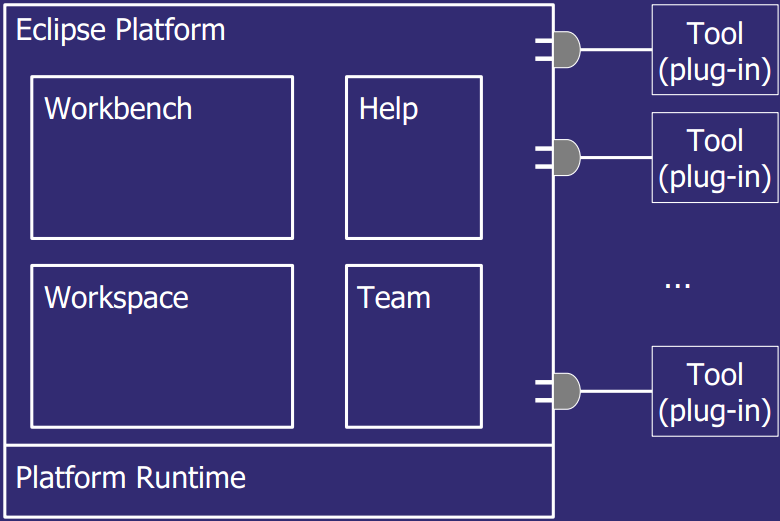 Eclipse Platform
Workbench
Help
Workspace
Team
Platform Runtime
Tool
(plug-in)
Tool
(plug-in)
...
Tool
(plug-in)